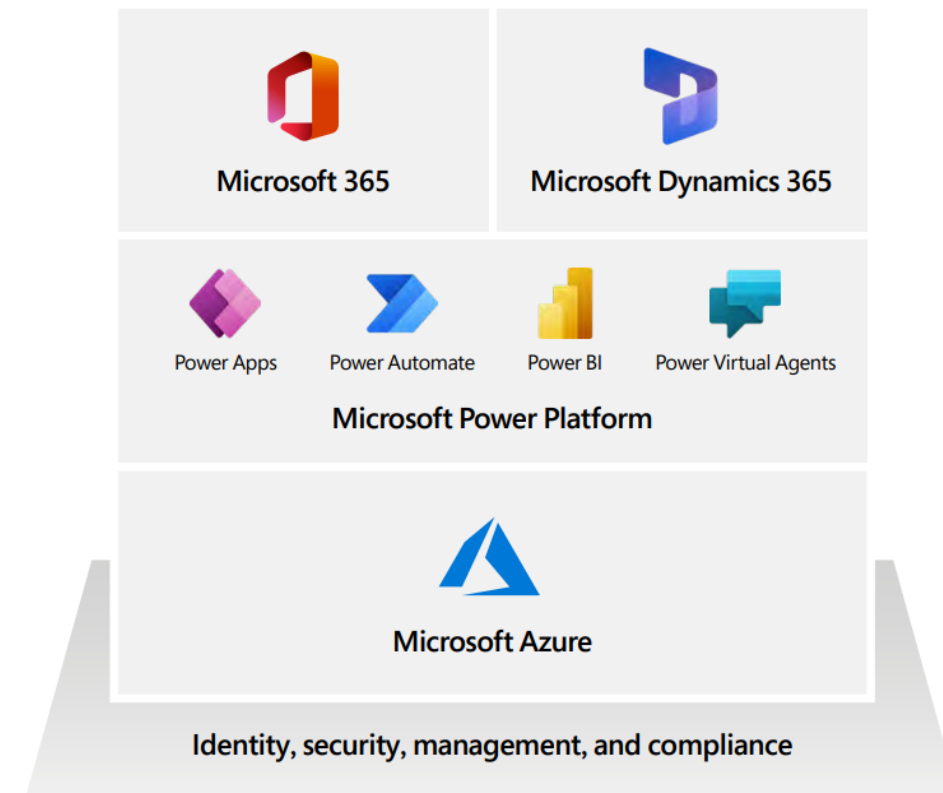 Microsoft 365
Microsoft Dynamics 365
Power Apps
Power Automate
Power BI
Power Virtual Agents
Microsoft Power Platform
Microsoft Azure
Identity, security, management, and compliance